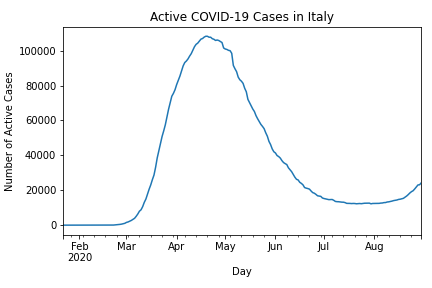 Active COVID-19 Cases in Italy
Number of Active Cases
100000
80000
60000
40000
20000
0
Feb Mar Apr May Jun Jul Aug
2020
Day